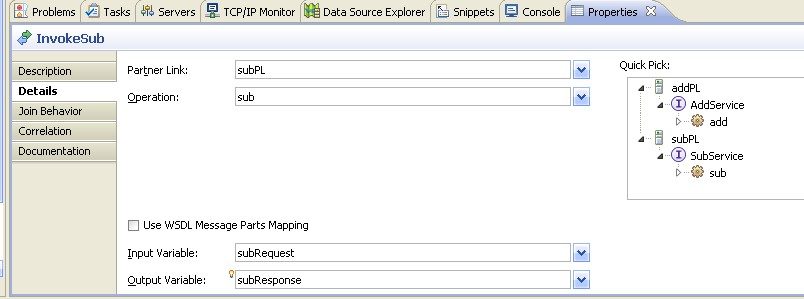 Problems Tasks Servers TCP/IP Monitor Data Source Explorer Snippets Console Properties
InvokeSub
Description
Details
Join Behavior
Correlation
Documentation
Partner Link: subPL
Operation: sub
Use WSDL Message Parts Mapping
Input Variable: subRequest
Output Variable: subResponse
Quick Pick:
addPL
I AddService
add
subPL
I SubService
sub